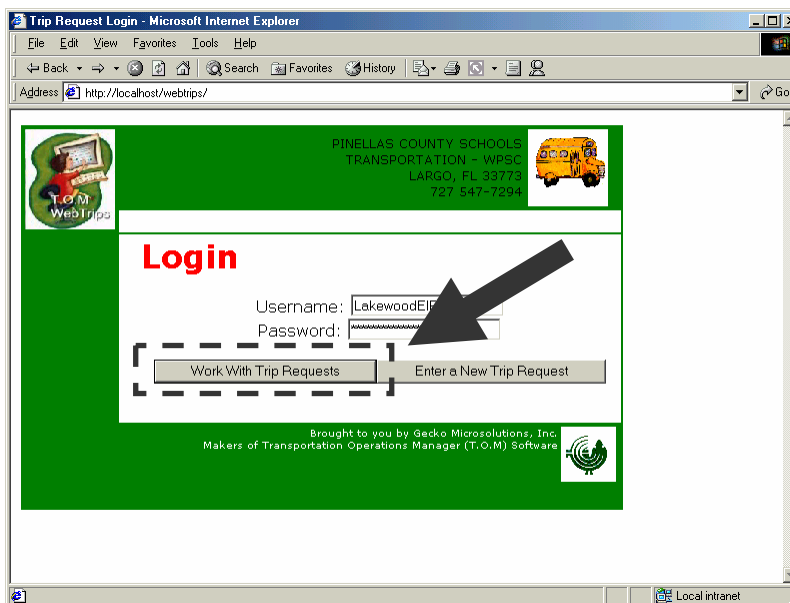 Trip Request Login - Microsoft Internet Explorer
File Edit View Favorites Tools Help
Back Search Favorites History
Address http://localhost/webtrips/ Go
T.O.M
WebTrips
PINELLAS COUNTY SCHOOLS
TRANSPORTATION - WPSC
LARGO, FL 33773
727 547-7294
Login
Username:
Password: 
Work With Trip Requests Enter a New Trip Request
Brought to you by Gecko Microsolutions, Inc.
Makers of Transportation Operations Manager (T.O.M) Software
Local intranet